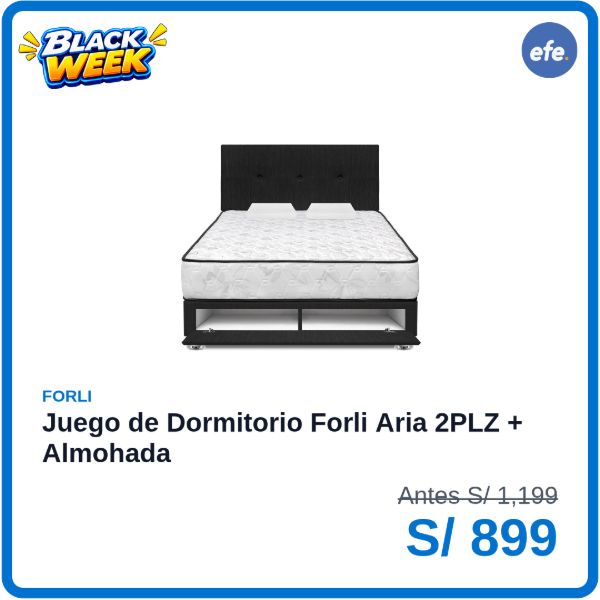 BLACK
WEEK
efe.
FORLI
Juego de Dormitorio Forli Aria 2PLZ +
Almohada
Antes S/ 1,199
S/ 899